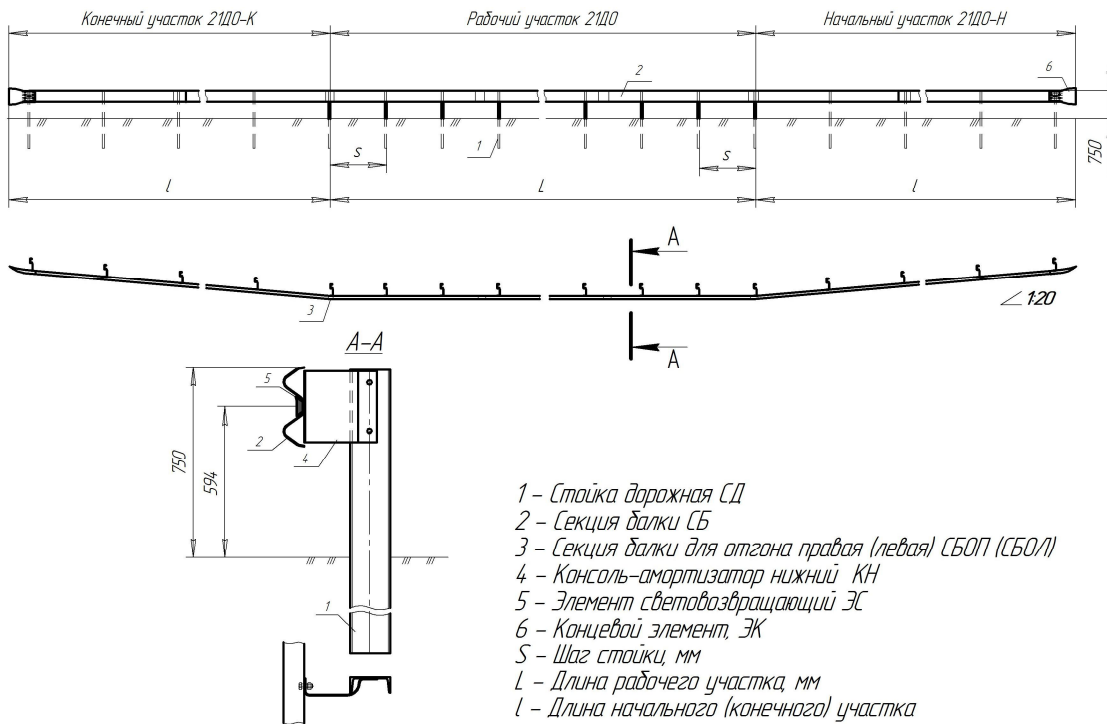 Конечный участок 21ДО-К
Рабочий участок 21ДО
Начальный участок 21ДО-Н
2
6
1
S
S
750
l
L
l
А
3
1:20
А
А-А
5
2
4
750
594
1
1 - Стойка дорожная СД
2 - Секция балки СБ
3 - Секция балки для отгона правая (левая) СБОП (СБОЛ)
4 - Консоль-амортизатор нижний КН
5 - Элемент световозвращающий ЭС
6 - Концевой элемент, ЭК
S - Шаг стойки, мм
L - Длина рабочего участка, мм
l - Длина начального (конечного) участка